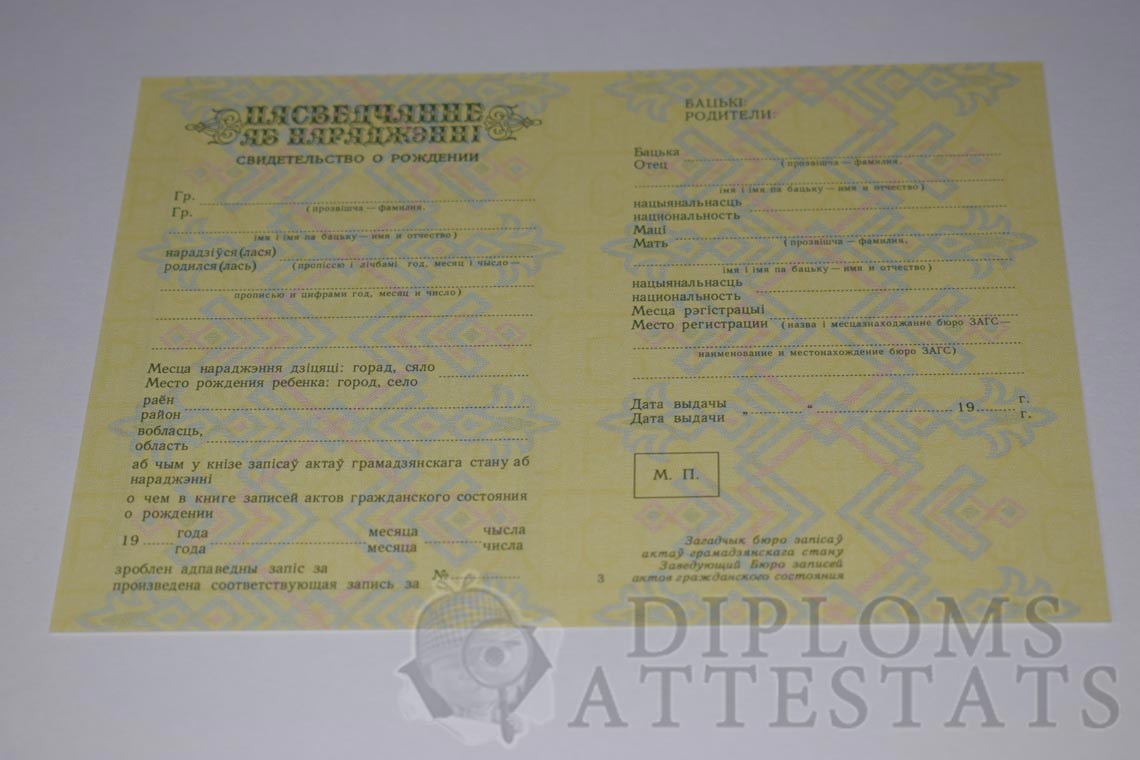 ПАСВЕДЧАННЕ
АБ НАРАДЖЭННІ
СВИДЕТЕЛЬСТВО О РОЖДЕНИИ
Гр.
Гр.
(прозвішча — фамилия,
імя і імя па бацьку — имя и отчество)
нарадзіўся(лася)
родился(лась)
(пропіссю і лічбамі год, месяц і чысло —
прописью и цифрами год, месяц и число)
Месца нараджэння дзіцяці: горад, сяло
Место рождения ребенка: город, село
раён
район
вобласць,
область
аб чым у кнізе запісаў актаў грамадзянскага стану аб
нараджэнні
о чем в книге записей актов гражданского состояния
о рождении
19 года месяца чысла
года месяца числа
зроблен адпаведны запіс за
произведена соответствующая запись за №
БАЦЬКІ:
РОДИТЕЛИ:
Бацька
Отец
(прозвішча — фамилия,
імя і імя па бацьку — имя и отчество)
нацыянальнасць
национальность
Маці
Мать
(прозвішча — фамилия,
імя і імя па бацьку — имя и отчество)
нацыянальнасць
национальность
Месца рэгістрацыі
Место регистрации (назва і месцазнаходжание бюро ЗАГС —
наименование и местонахождение бюро ЗАГС)
Дата выдачы
Дата выдачи „ “ 19 г.
г.
М. П.
Загадчык бюро запісаў
актаў грамадзянскага стану
Заведующий Бюро записей
актов гражданского состояния
3
DIPLOMS
ATTESTATS